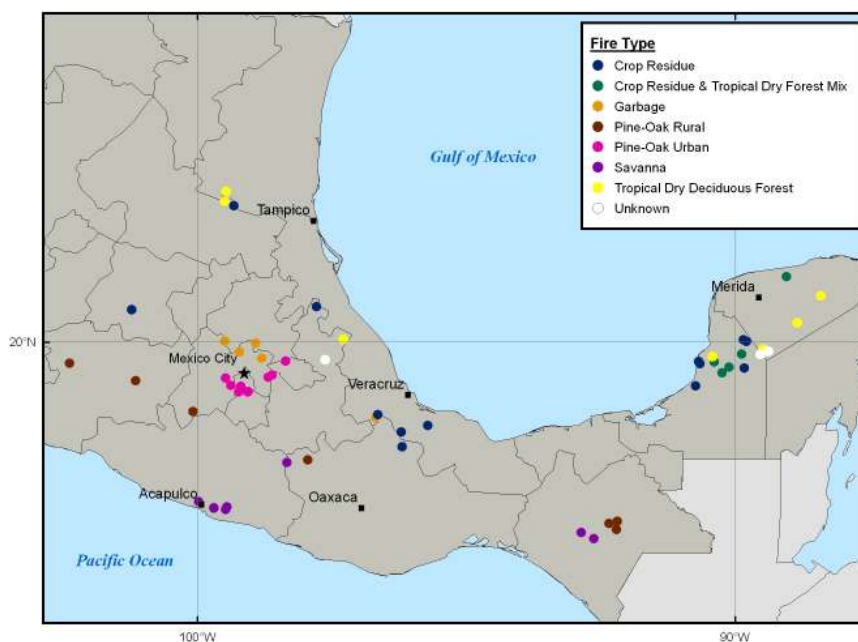 Fire Type
Crop Residue
Crop Residue & Tropical Dry Forest Mix
Garbage
Pine-Oak Rural
Pine-Oak Urban
Savanna
Tropical Dry Deciduous Forest
Unknown
Gulf of Mexico
Tampico
Merida
20°N
Mexico City
Veracruz
Acapulco
Oaxaca
Pacific Ocean
100°W
90°W